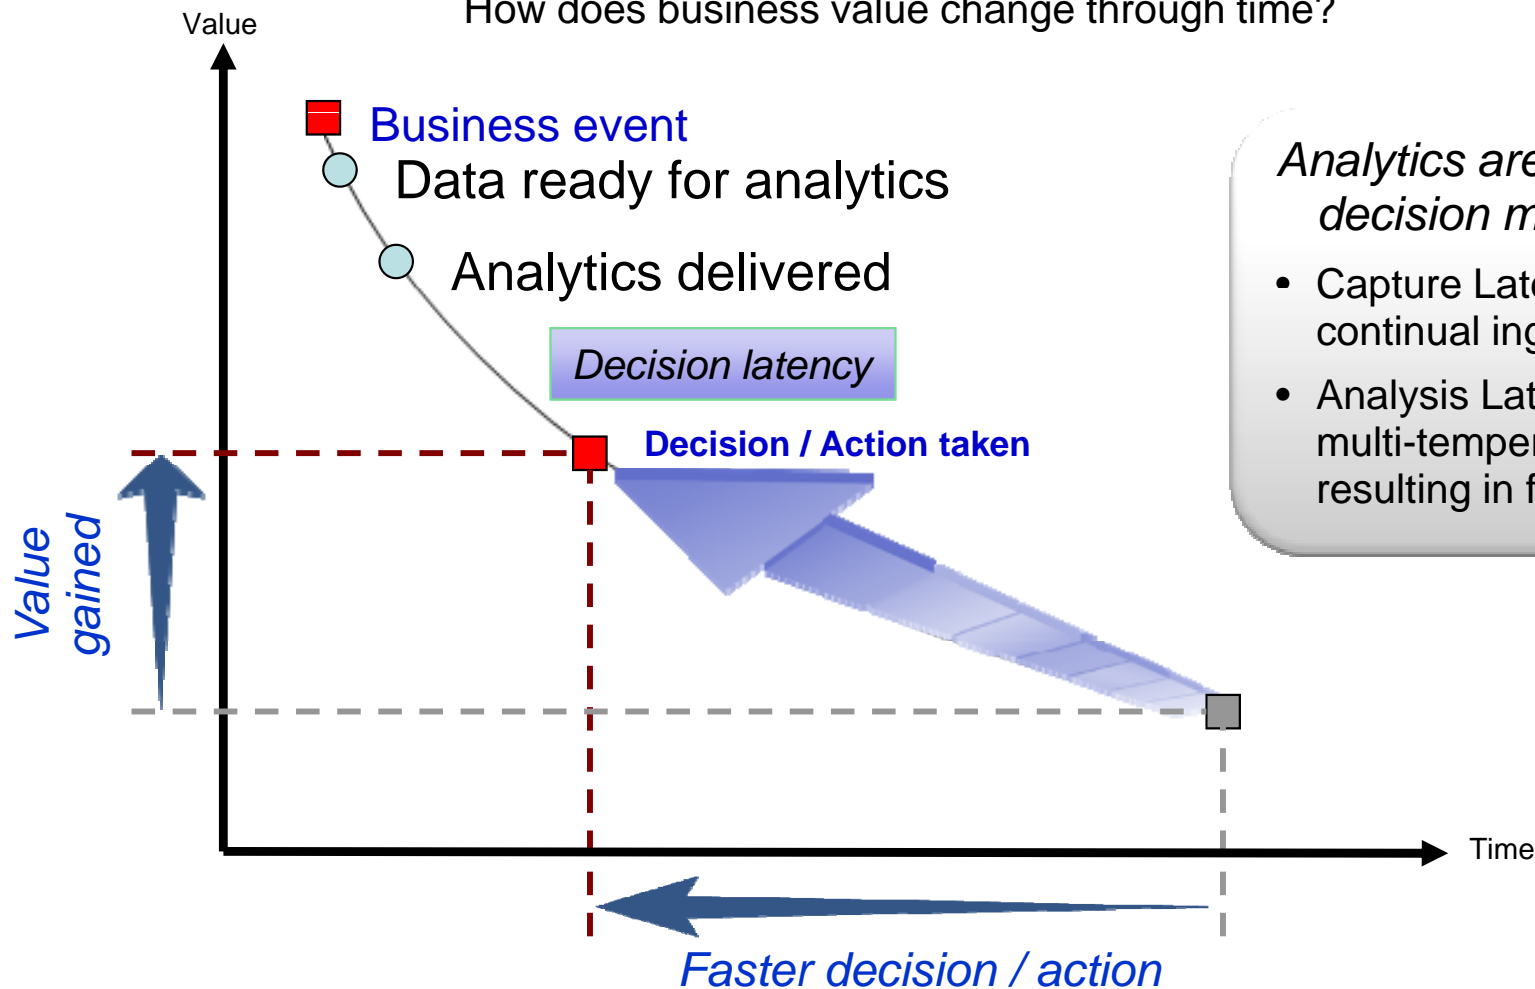 How does business value change through time?
Value
Business event
Data ready for analytics
Analytics delivered
Decision latency
Decision / Action taken
Value
gained
Analytics are
decision
Capture
continual
Analysis
resulting in
Time
Faster decision / action